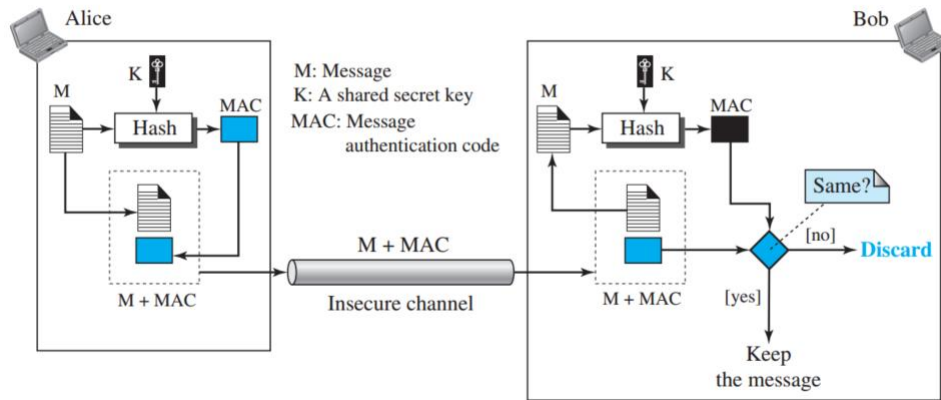 Alice
K
M
Hash
MAC
M + MAC
M: Message
K: A shared secret key
MAC: Message
authentication code
M + MAC
Insecure channel
Bob
K
M
Hash
MAC
Same?
[no]
Discard
M + MAC
[yes]
Keep
the message